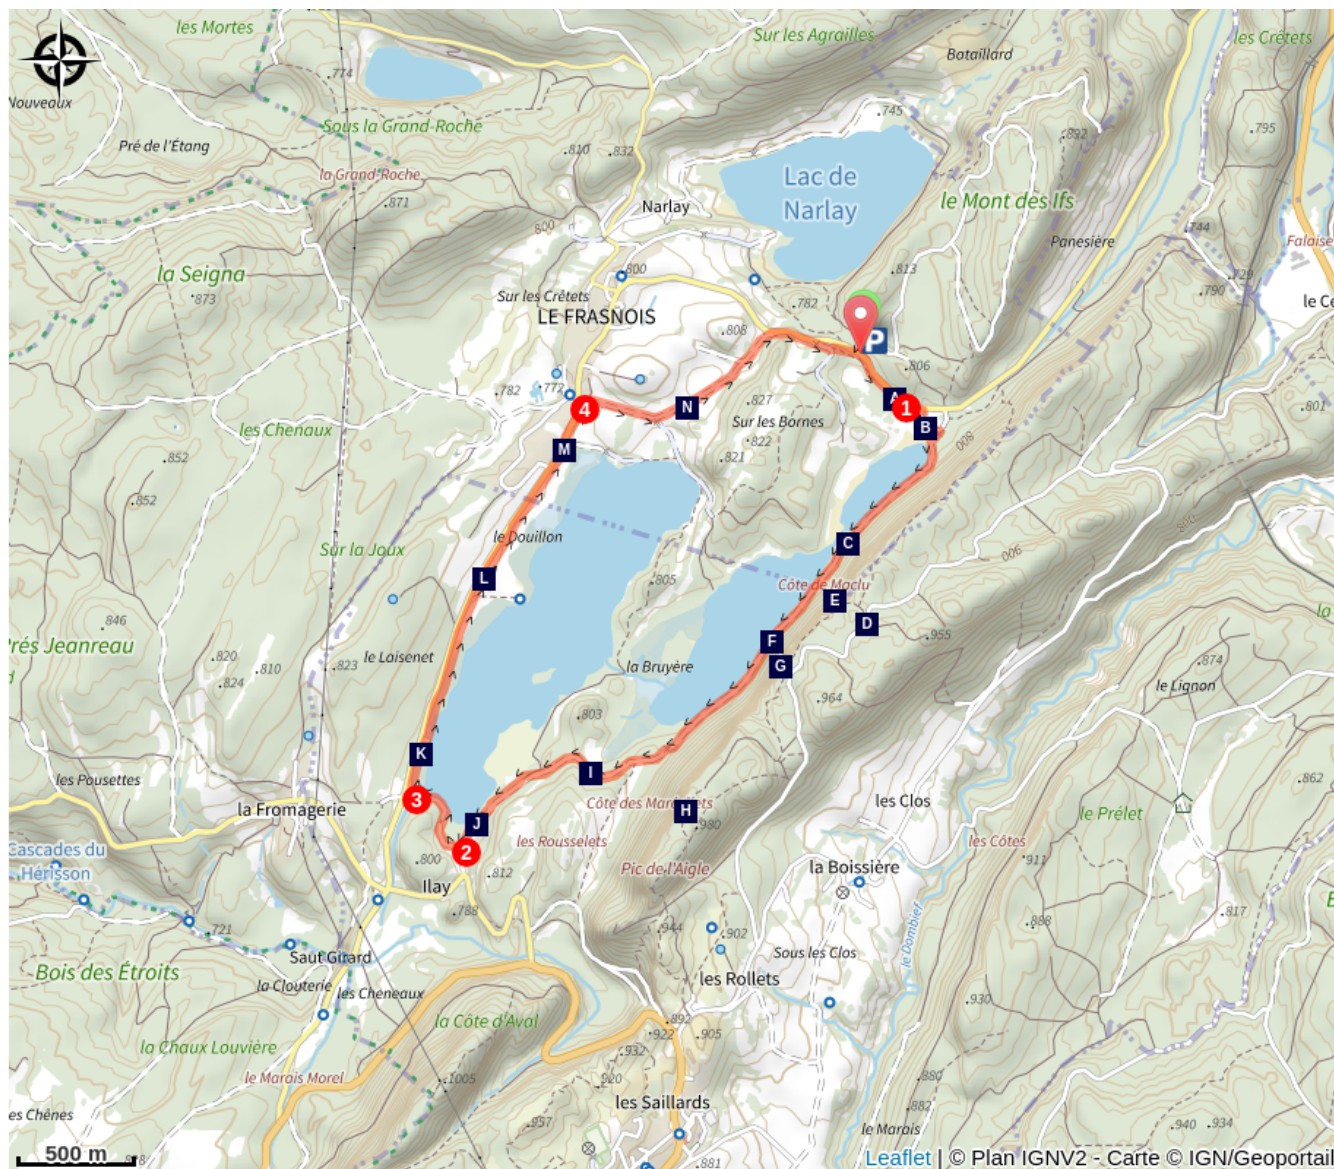 les Mortes
Sur les Agrailles
les Crêtets
Bataillard
.774
Nouveaux
.745
Sous la Grand-Roche
.892
.795
Pré de l'Étang
.810
.832
la Grand-Roche
Lac de
Narlay
.871
Narlay
le Mont des Ifs
800
.744
Panesière
Falaise
la Seigna
.873
800
.813
.729
.790
Sur les Crêtets
.782
le Ce
LE FRASNOIS
.808
P
.806
.782
.772
A
1
4
N
.827
.801
B
Sur les Bornes
les Chenaux
.822
008
M
.821
.852
.852
le Douillon
800
C
Sur la Joux
006
L
.805
Côte de Maclu
E
D
.846
F
.955
Prés Jeanreau
.820
.810
le Laisenet
.823
la Bruyère
G
.874
.824
le Lignon
.964
.803
K
les Pousettes
I
.862
3
la Fromagerie
Côte des Marcellets
H
les Clos
le Prélet
J
.980
Cascades du
Hérisson
2
les Rousselets
les Côtes
.800
Pic de l'Aigle
la Boissière
.911
.812
Ilay
.788
.817
.888
.721
.944
.902
le Dombief
Saut Girard
Sous les Clos
Bois des Étroits
la Clouterie
les Cheneaux
les Rollets
.930
la Côte d'Aval
.892
.922
.905
la Chaux Louvière
.932
le Marais Morel
.1005
.920
.880
les Saillards
es Chênes
.882
.957
le Marais
.940
.934
500 m
.881
Leaflet | © Plan IGNV2 - Carte © IGN/Geoportail